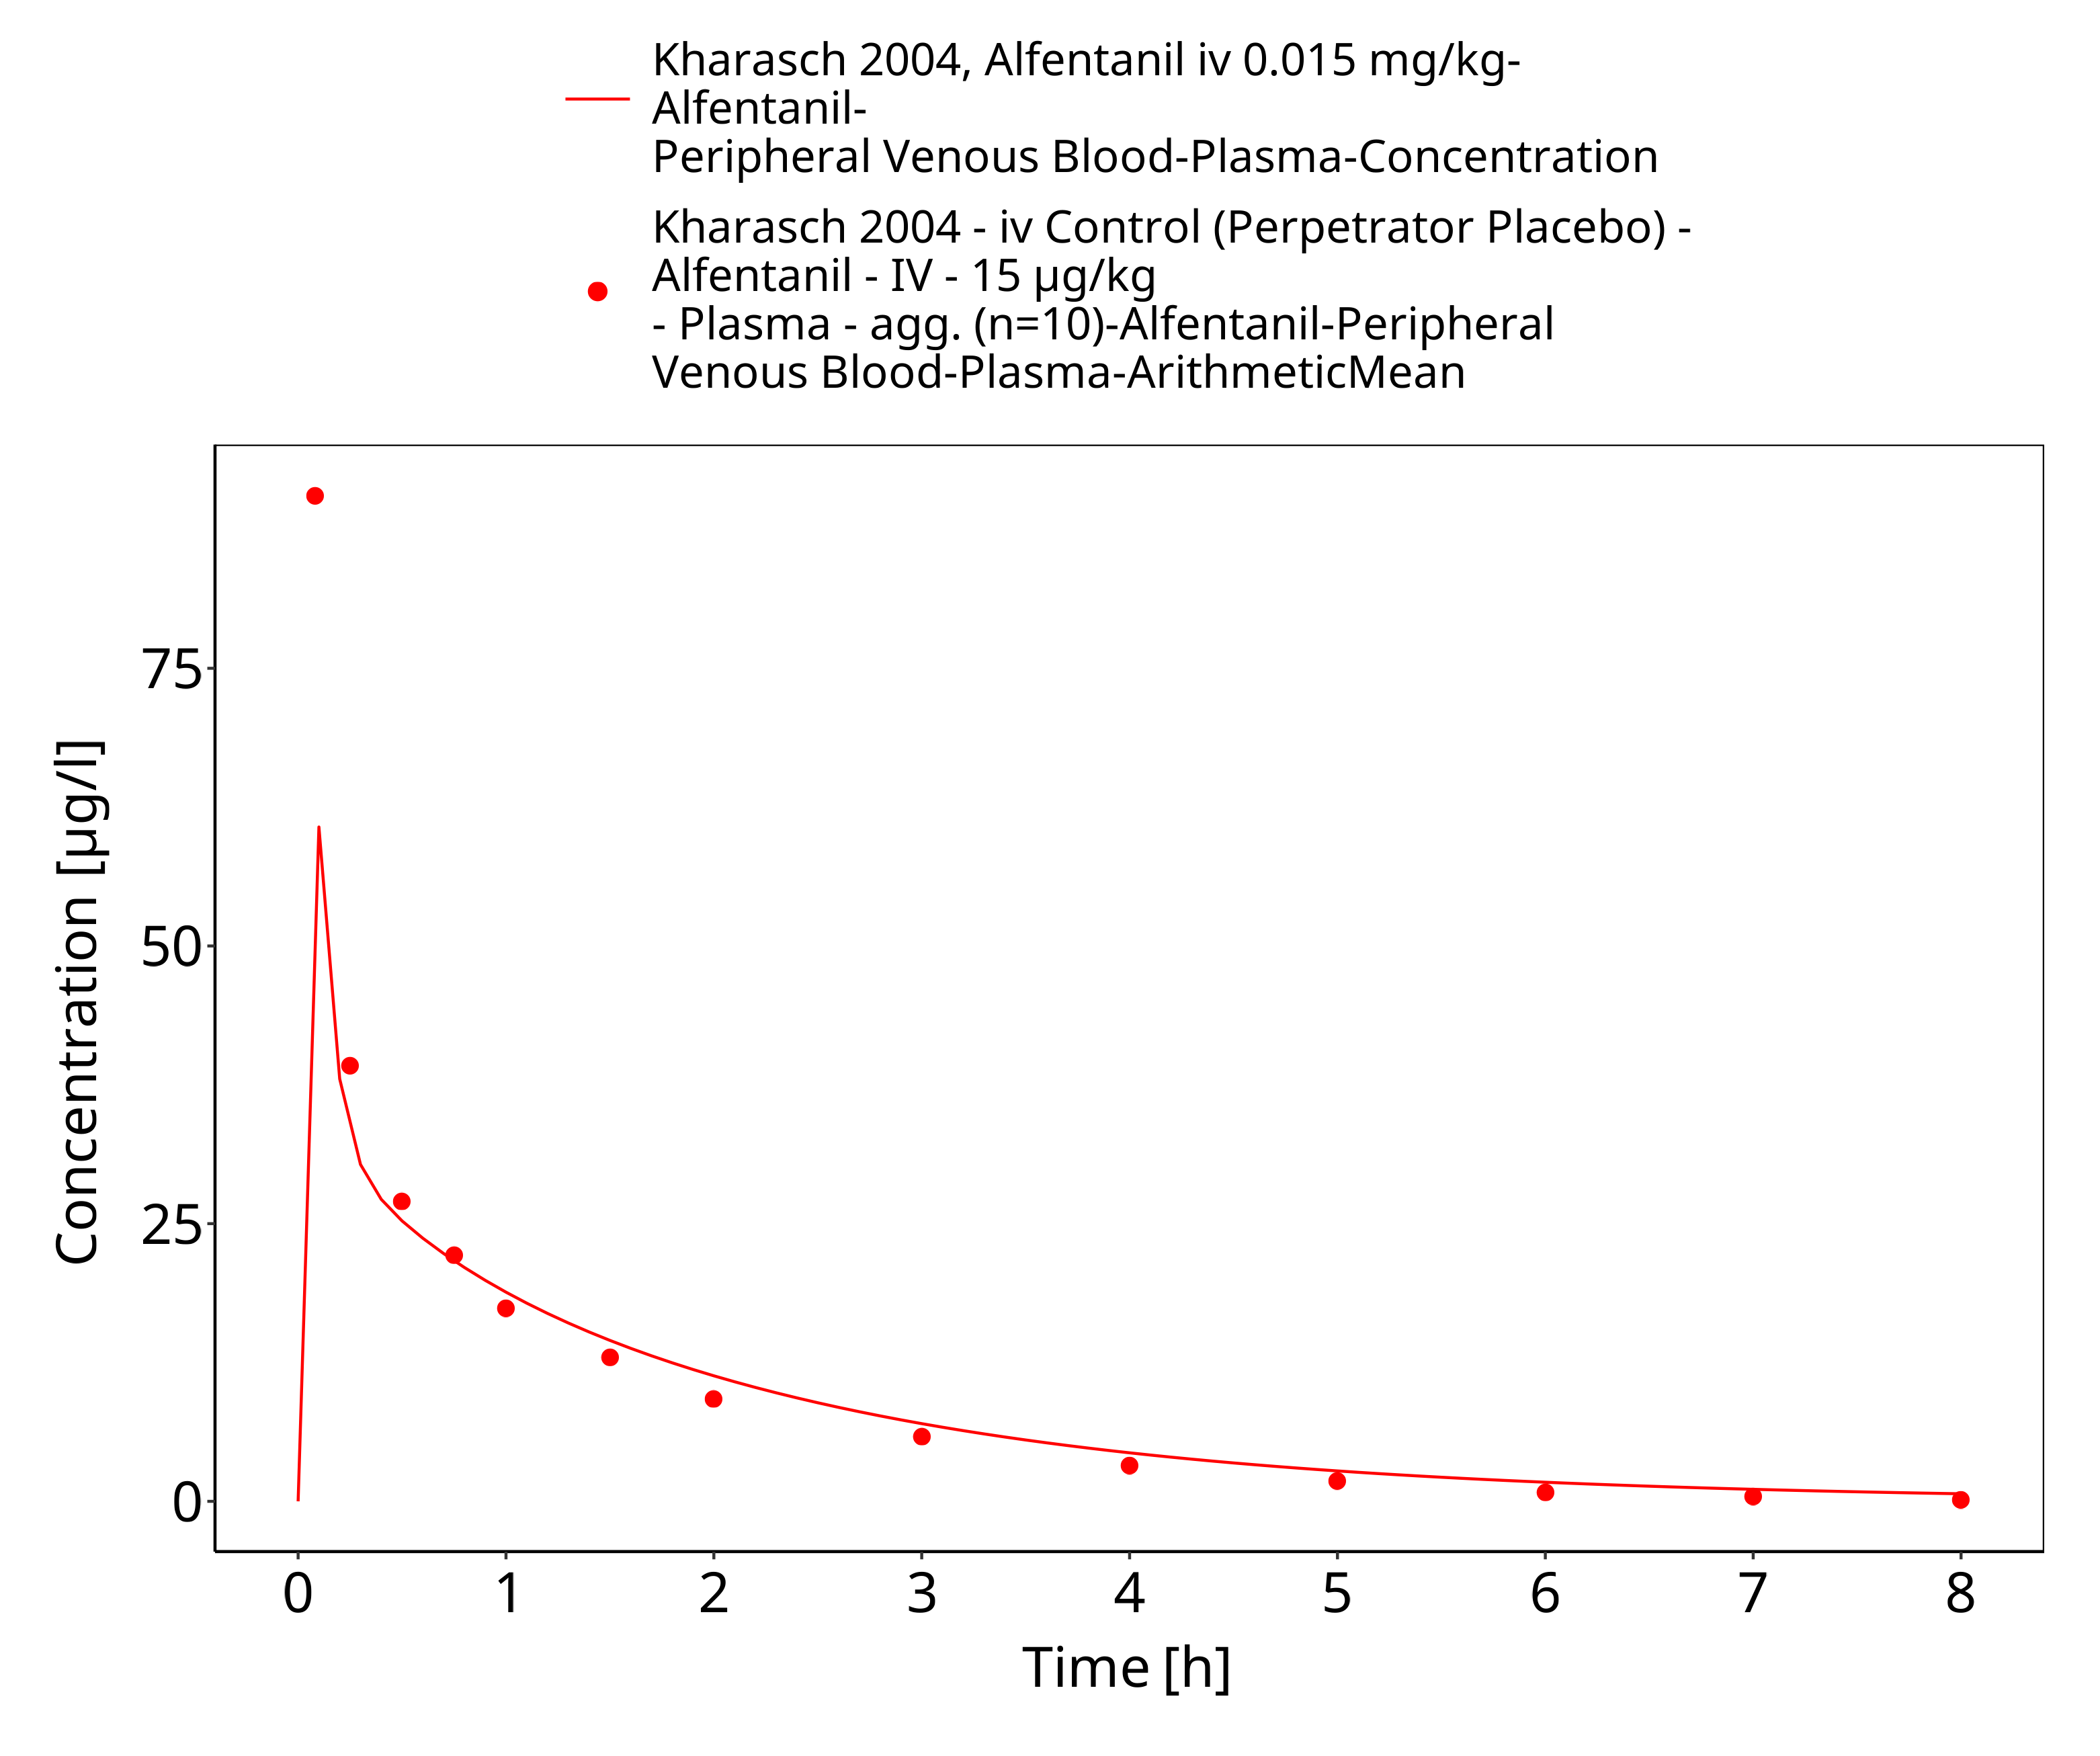 Kharasch 2004, Alfentanil iv 0.015 mg/kg-
Alfentanil-
Peripheral Venous Blood-Plasma-Concentration
Kharasch 2004 - iv Control (Perpetrator Placebo) -
Alfentanil - IV - 15 µg/kg
- Plasma - agg. (n=10)-Alfentanil-Peripheral
Venous Blood-Plasma-ArithmeticMean
Concentration [µg/l]
75
50
25
0
0 1 2 3 4 5 6 7 8
Time [h]